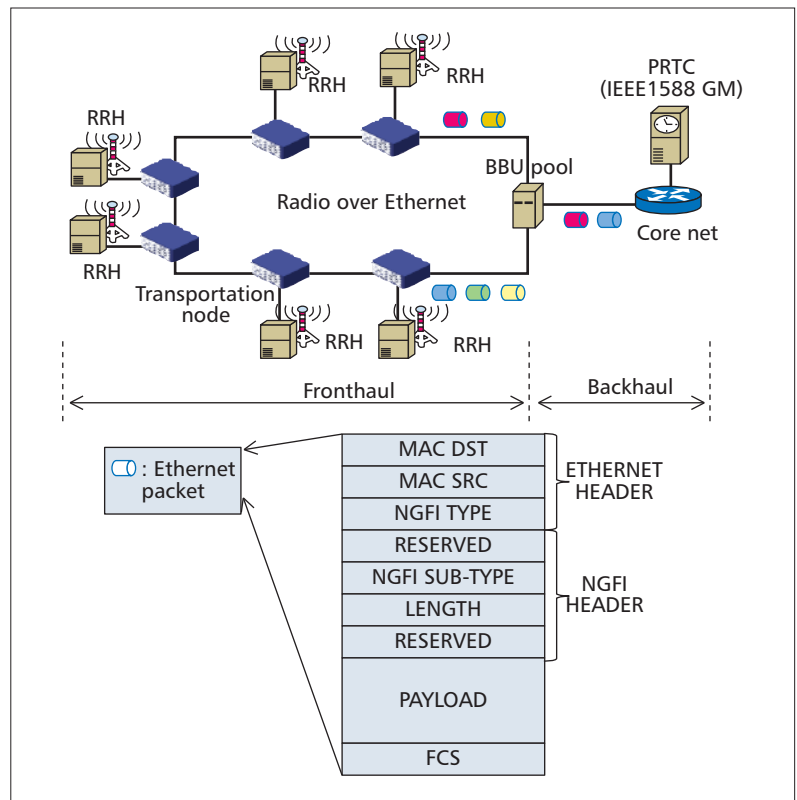 RRH
RRH
PRTC
(IEEE1588 GM)
RRH
BBU pool
Radio over Ethernet
Core net
RRH
Transportation
node
RRH
RRH
Fronthaul
Backhaul
: Ethernet
packet
MAC DST
MAC SRC
NGFI TYPE
ETHERNET
HEADER
RESERVED
NGFI SUB-TYPE
LENGTH
RESERVED
NGFI
HEADER
PAYLOAD
FCS